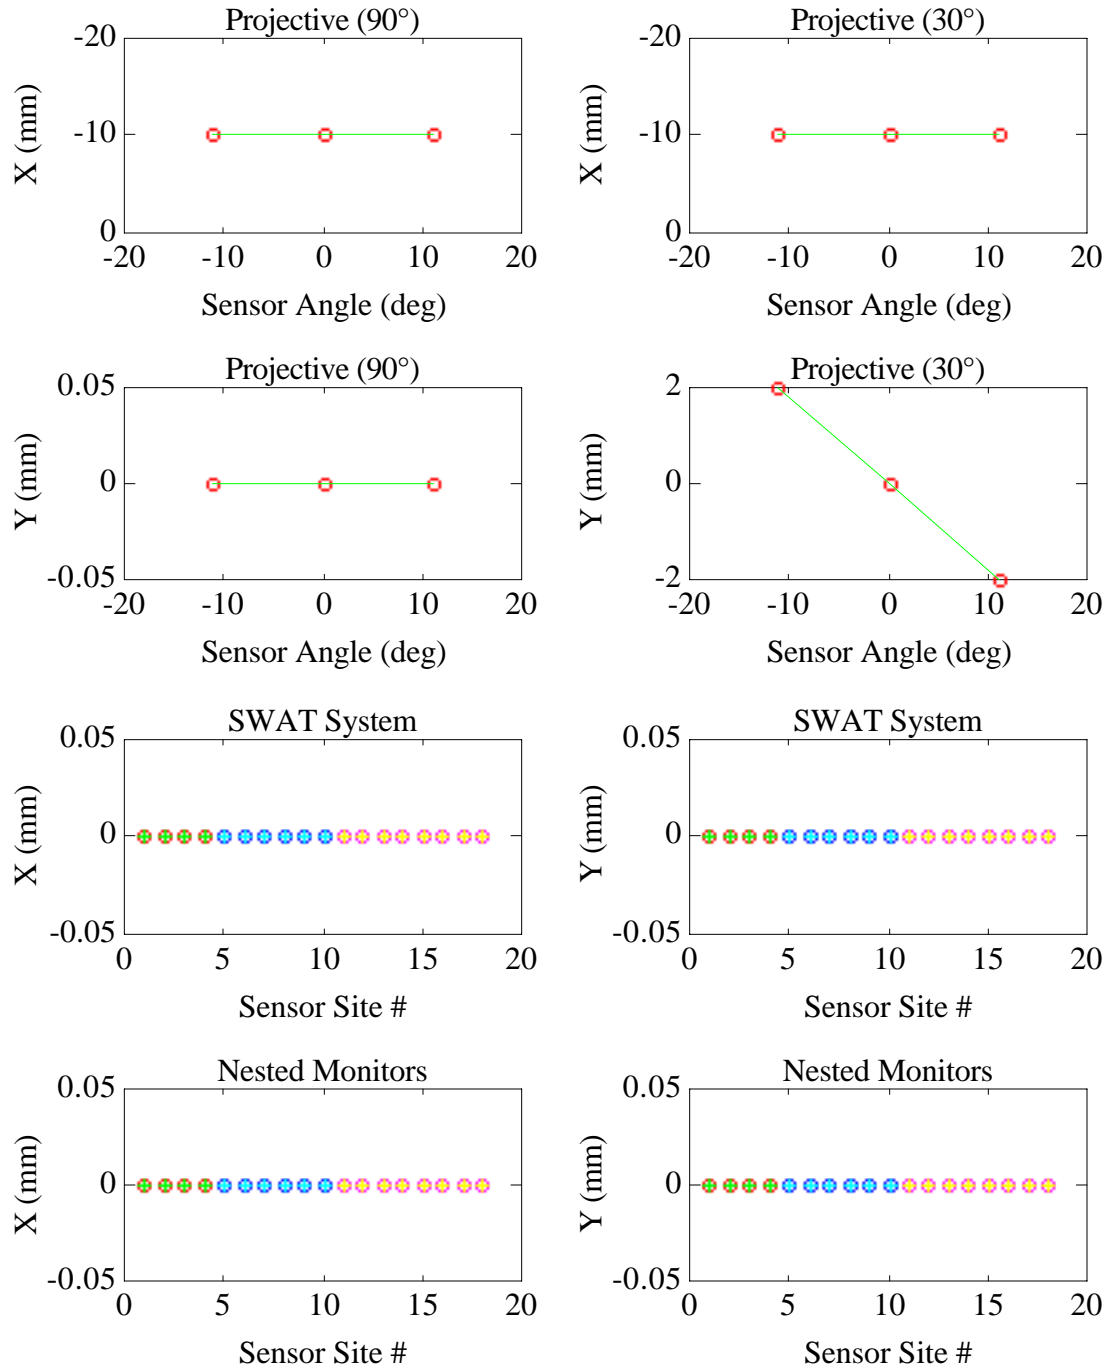 Projective (90°)
-20
-10
0
X (mm)
-20 -10 0 10 20
Sensor Angle (deg)
Projective (30°)
-20
-10
0
X (mm)
-20 -10 0 10 20
Sensor Angle (deg)
Projective (90°)
0.05
0
-0.05
Y (mm)
-20 -10 0 10 20
Sensor Angle (deg)
Projective (30°)
2
0
-2
Y (mm)
-20 -10 0 10 20
Sensor Angle (deg)
SWAT System
0.05
0
-0.05
X (mm)
0 5 10 15 20
Sensor Site #
SWAT System
0.05
0
-0.05
Y (mm)
0 5 10 15 20
Sensor Site #
Nested Monitors
0.05
0
-0.05
X (mm)
0 5 10 15 20
Sensor Site #
Nested Monitors
0.05
0
-0.05
Y (mm)
0 5 10 15 20
Sensor Site #